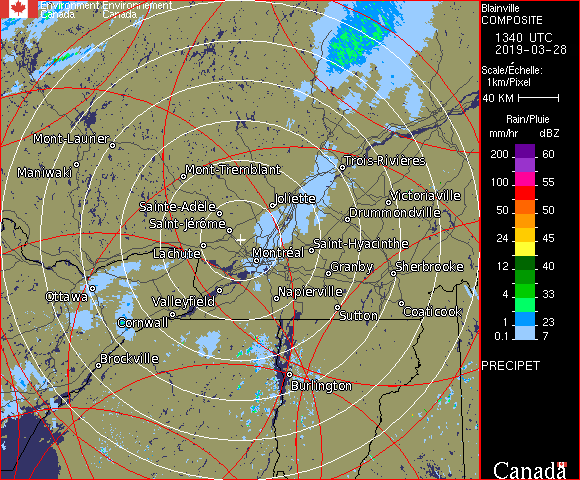 Environment Environnement
Canada Canada
Blainville
COMPOSITE
1340 UTC
2019-03-28
Scale/Échelle:
1km/Pixel
40 KM
Rain/Pluie
mm/hr dBZ
200 60
150 57
100 55
50 50
24 45
12 40
4 33
1 23
0.1 7
PRECIPET
Canada
Mont-Laurier
Maniwaki
Mont-Tremblant
Trois-Rivières
Joliette
Victoriaville
Sainte-Adèle
Drummondville
Saint-Jérôme
Saint-Hyacinthe
Lachute
Montréal
Granby
Sherbrooke
Ottawa
Valleyfield
Napierville
Cornwall
Sutton
Coaticook
Brockville
Burlington